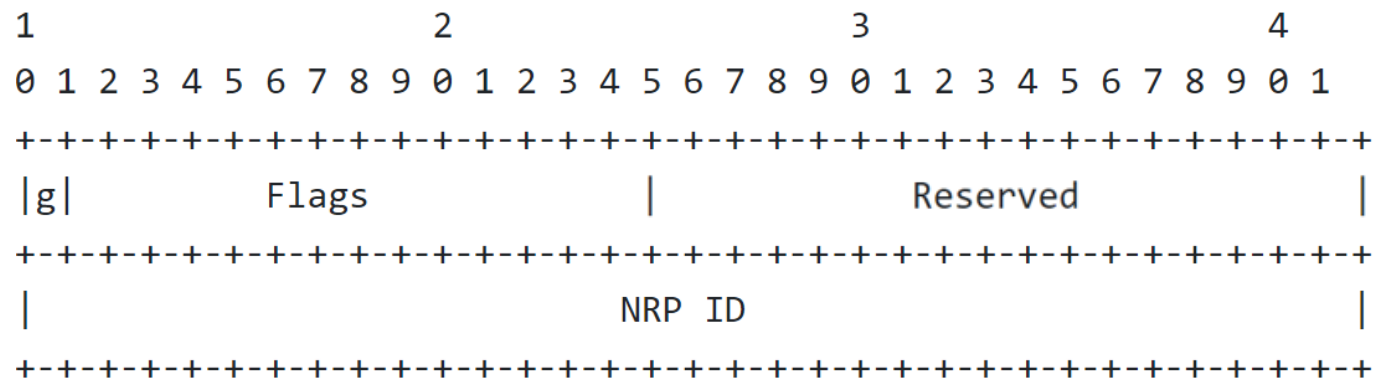 1                   2                   3                   4
0 1 2 3 4 5 6 7 8 9 0 1 2 3 4 5 6 7 8 9 0 1 2 3 4 5 6 7 8 9 0 1
+-+-+-+-+-+-+-+-+-+-+-+-+-+-+-+-+-+-+-+-+-+-+-+-+-+-+-+-+-+-+-+-+
|g|         Flags             |            Reserved             |
+-+-+-+-+-+-+-+-+-+-+-+-+-+-+-+-+-+-+-+-+-+-+-+-+-+-+-+-+-+-+-+-+
|                            NRP ID                             |
+-+-+-+-+-+-+-+-+-+-+-+-+-+-+-+-+-+-+-+-+-+-+-+-+-+-+-+-+-+-+-+-+